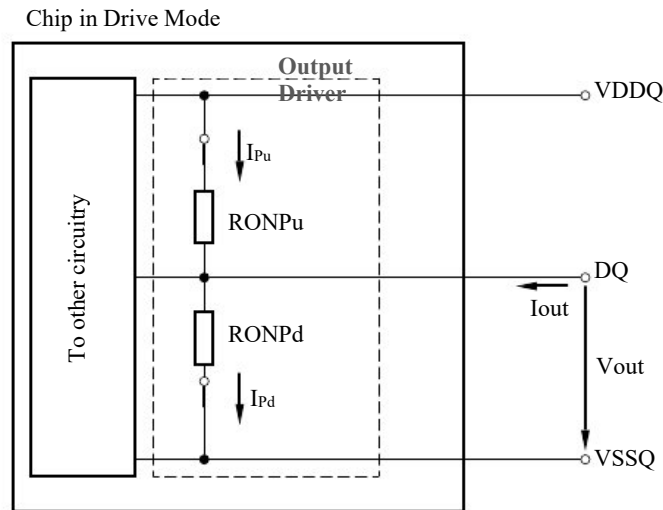 Chip in Drive Mode
Output
Driver
VDDQ
IPu
RONPu
To other circuitry
DQ
Iout
RONPd
Vout
IPd
VSSQ